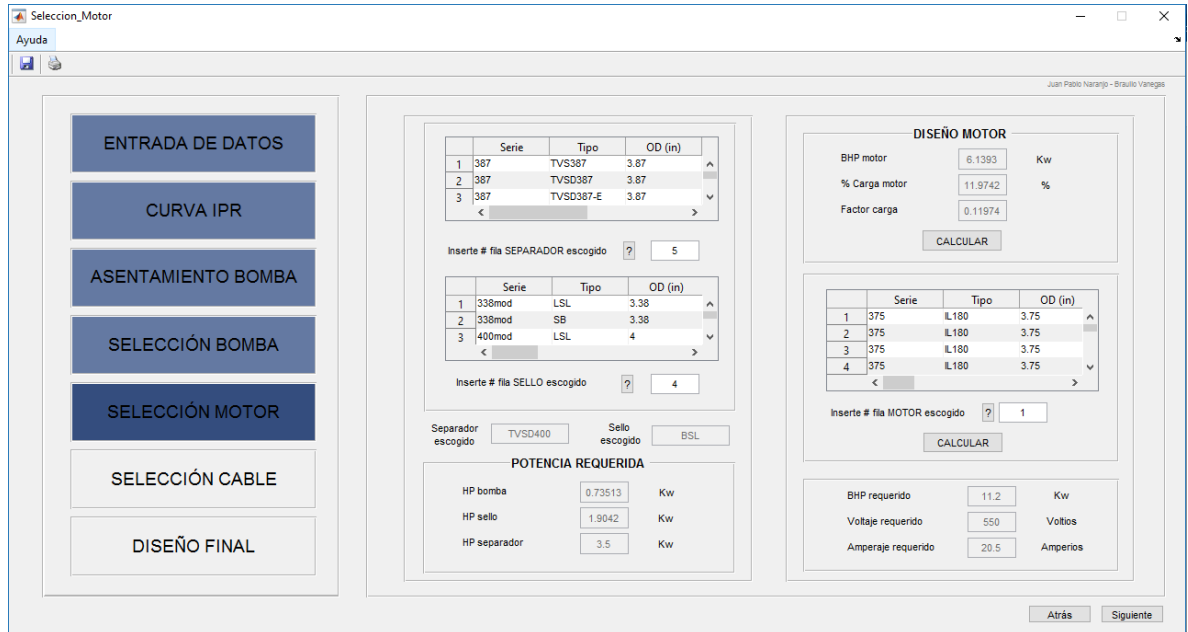 Seleccion_Motor
Ayuda
Juan Pablo Naranjo - Braulio Vanegas
ENTRADA DE DATOS
CURVA IPR
ASENTAMIENTO BOMBA
SELECCIÓN BOMBA
SELECCIÓN MOTOR
SELECCIÓN CABLE
DISEÑO FINAL
Serie Tipo OD (in)
1 387 TVS387 3.87
2 387 TVSD387 3.87
3 387 TVSD387-E 3.87
Inserte # fila SEPARADOR escogido ? 5
Serie Tipo OD (in)
1 338mod LSL 3.38
2 338mod SB 3.38
3 400mod LSL 4
Inserte # fila SELLO escogido ? 4
Separador escogido TVSD400 Sello escogido BSL
POTENCIA REQUERIDA
HP bomba 0.73513 Kw
HP sello 1.9042 Kw
HP separador 3.5 Kw
DISEÑO MOTOR
BHP motor 6.1393 Kw
% Carga motor 11.9742 %
Factor carga 0.11974
CALCULAR
Serie Tipo OD (in)
1 375 IL180 3.75
2 375 IL180 3.75
3 375 IL180 3.75
4 375 IL180 3.75
Inserte # fila MOTOR escogido ? 1
CALCULAR
BHP requerido 11.2 Kw
Voltaje requerido 550 Voltios
Amperaje requerido 20.5 Amperios
Atrás Siguiente